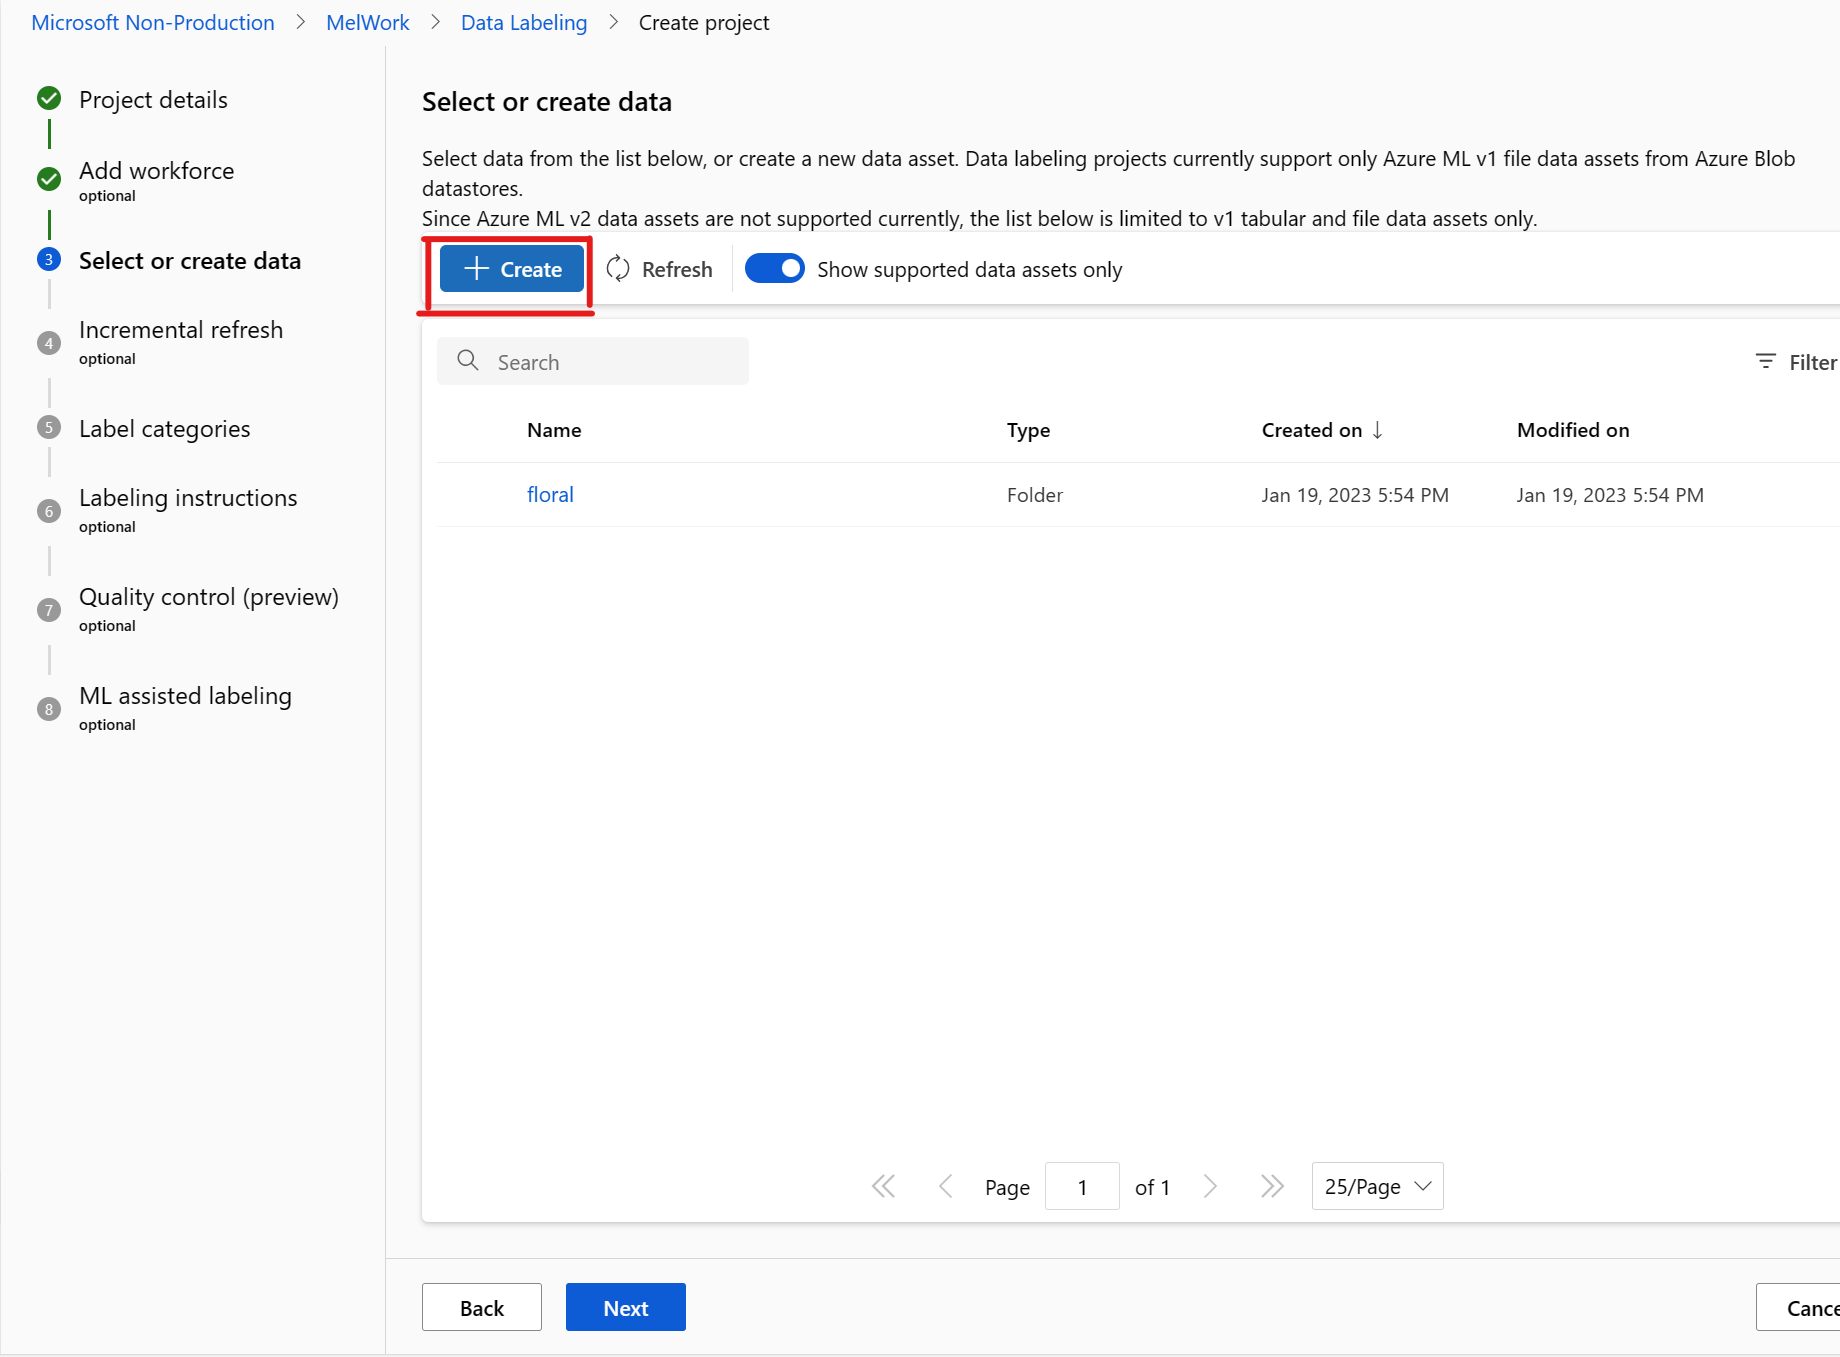 Microsoft Non-Production > MelWork > Data Labeling > Create project
Project details
Add workforce
optional
3 Select or create data
4 Incremental refresh
optional
5 Label categories
6 Labeling instructions
optional
7 Quality control (preview)
optional
8 ML assisted labeling
optional
Select or create data
Select data from the list below, or create a new data asset. Data labeling projects currently support only Azure ML v1 file data assets from Azure Blob
datastores.
Since Azure ML v2 data assets are not supported currently, the list below is limited to v1 tabular and file data assets only.
+ Create Refresh Show supported data assets only
Search Filter
Name Type Created on ↓ Modified on
floral Folder Jan 19, 2023 5:54 PM Jan 19, 2023 5:54 PM
Page 1 of 1 25/Page
Back Next Cance